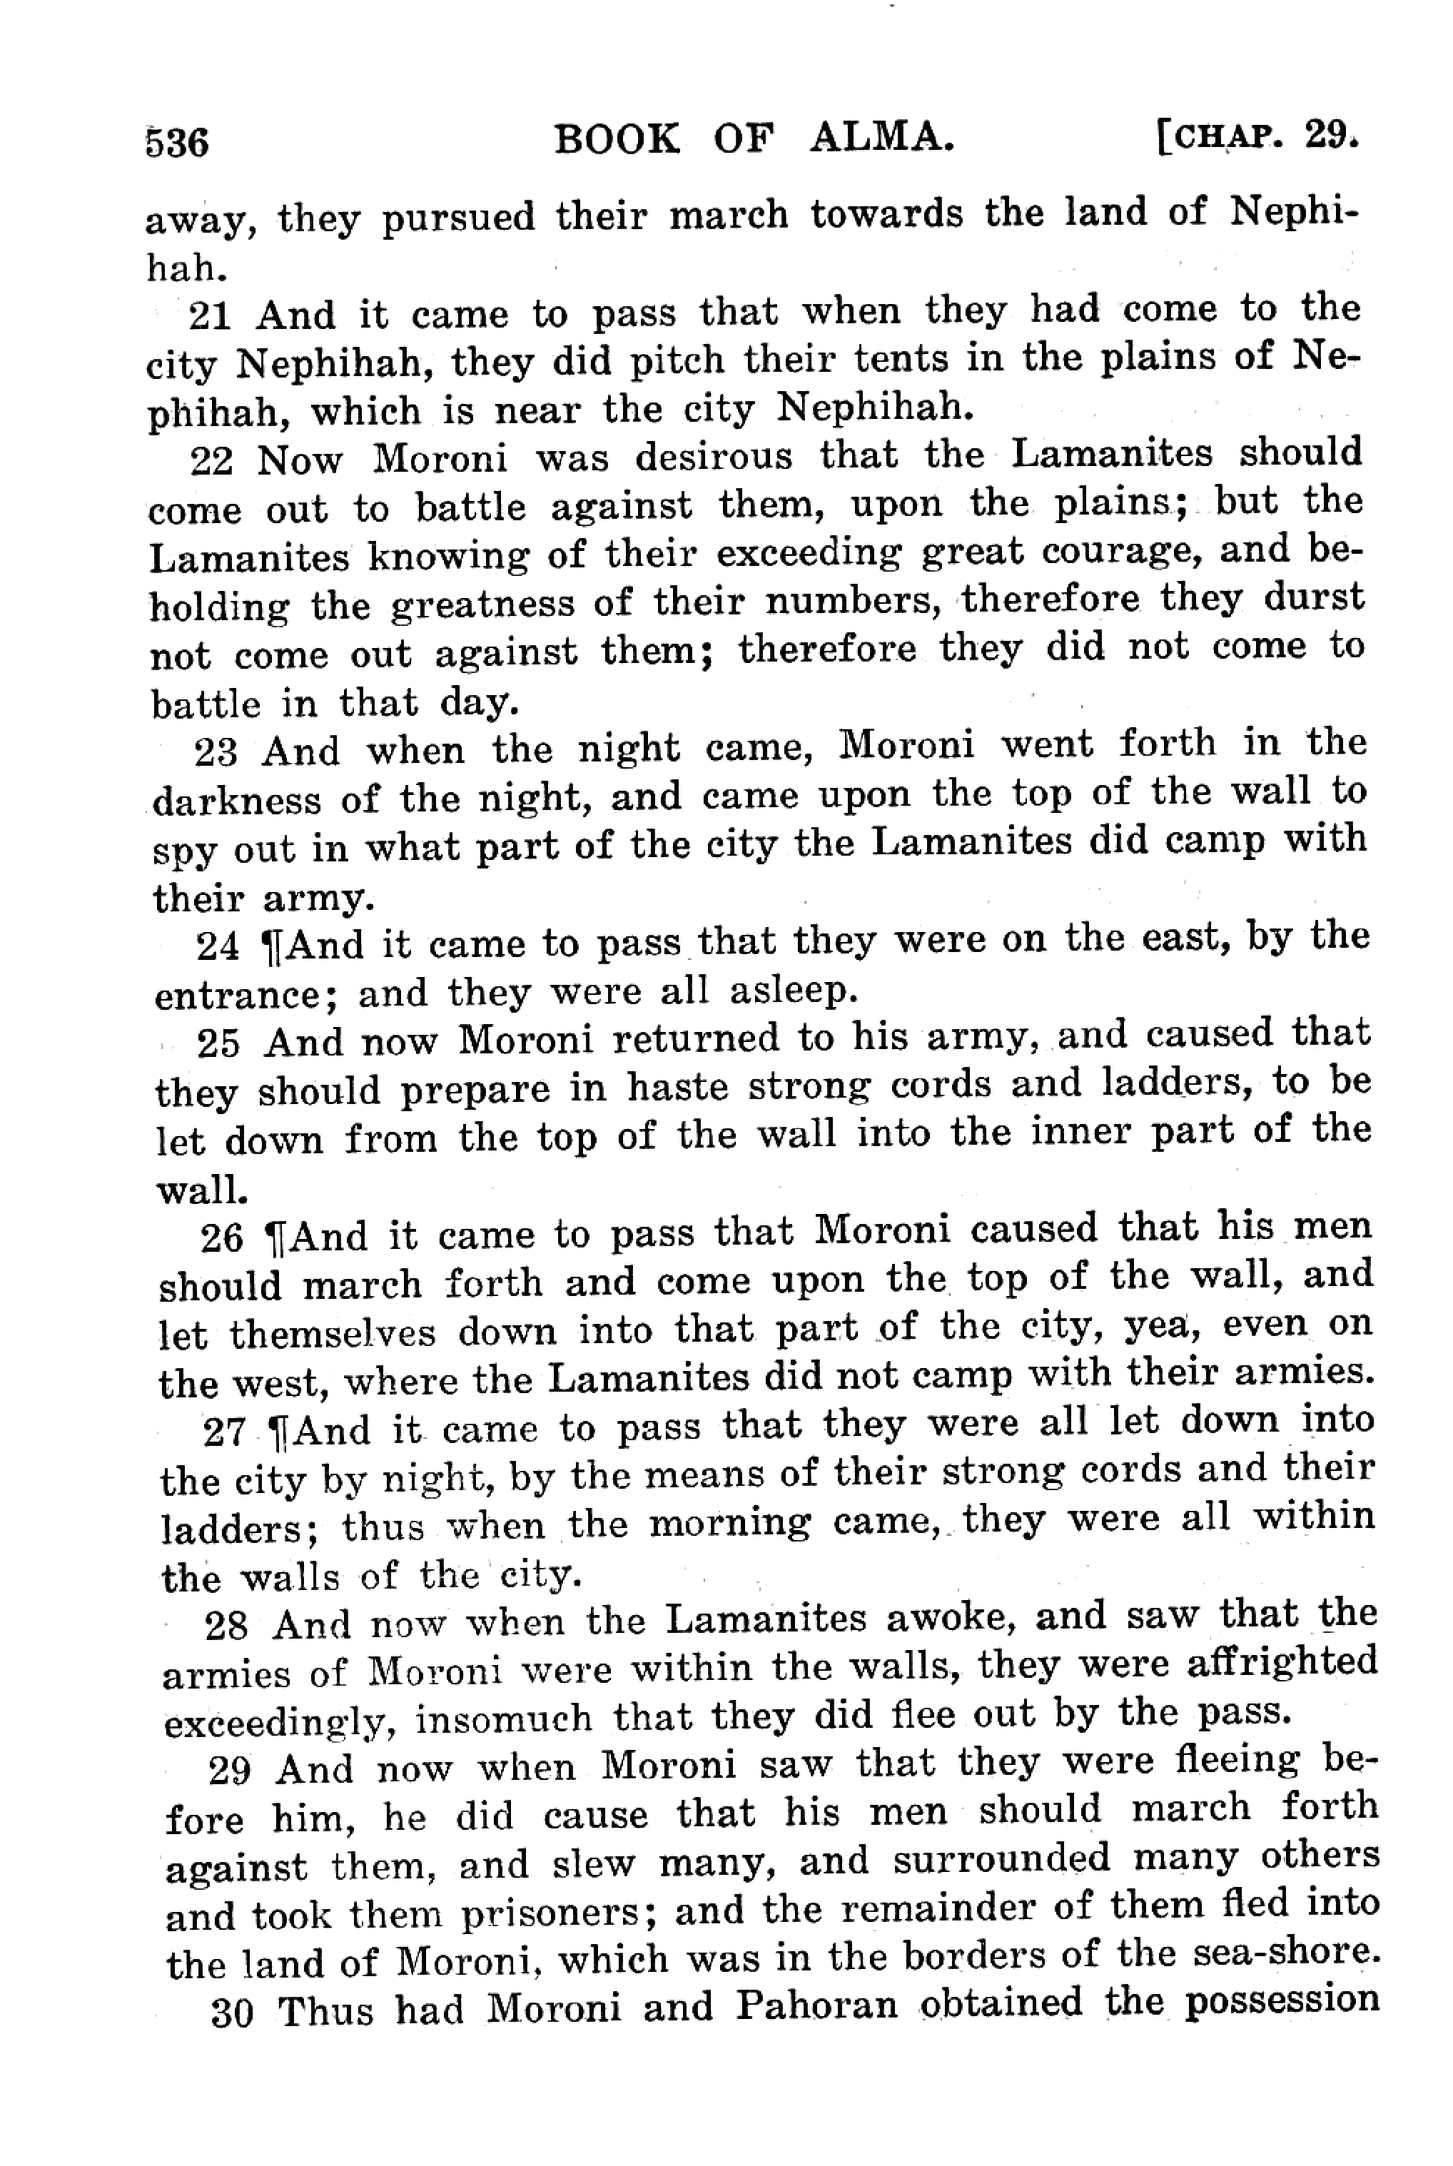 536 BOOK OF ALMA. [CHAP. 29.
away, they pursued their march towards the land of Nephi-
hah.
21 And it came to pass that when they had come to the
city Nephihah, they did pitch their tents in the plains of Ne-
phihah, which is near the city Nephihah.
22 Now Moroni was desirous that the Lamanites should
come out to battle against them, upon the plains; but the
Lamanites knowing of their exceeding great courage, and be-
holding the greatness of their numbers, therefore they durst
not come out against them; therefore they did not come to
battle in that day.
23 And when the night came, Moroni went forth in the
darkness of the night, and came upon the top of the wall to
spy out in what part of the city the Lamanites did camp with
their army.
24 ¶And it came to pass that they were on the east, by the
entrance; and they were all asleep.
25 And now Moroni returned to his army, and caused that
they should prepare in haste strong cords and ladders, to be
let down from the top of the wall into the inner part of the
wall.
26 ¶And it came to pass that Moroni caused that his men
should march forth and come upon the top of the wall, and
let themselves down into that part of the city, yea, even on
the west, where the Lamanites did not camp with their armies.
27 ¶And it came to pass that they were all let down into
the city by night, by the means of their strong cords and their
ladders; thus when the morning came, they were all within
the walls of the city.
28 And now when the Lamanites awoke, and saw that the
armies of Moroni were within the walls, they were affrighted
exceedingly, insomuch that they did flee out by the pass.
29 And now when Moroni saw that they were fleeing be-
fore him, he did cause that his men should march forth
against them, and slew many, and surrounded many others
and took them prisoners; and the remainder of them fled into
the land of Moroni, which was in the borders of the sea-shore.
30 Thus had Moroni and Pahoran obtained the possession